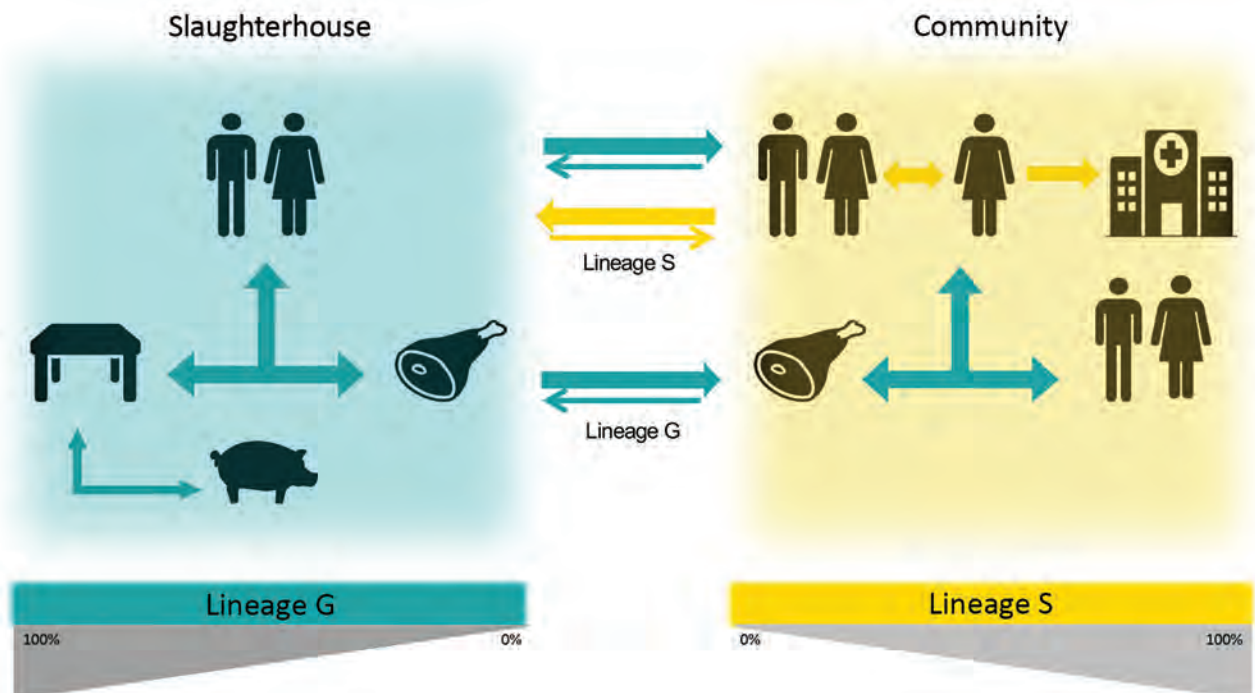 Slaughterhouse
Community
Lineage S
Lineage G
Lineage G
100%
0%
Lineage S
0%
100%